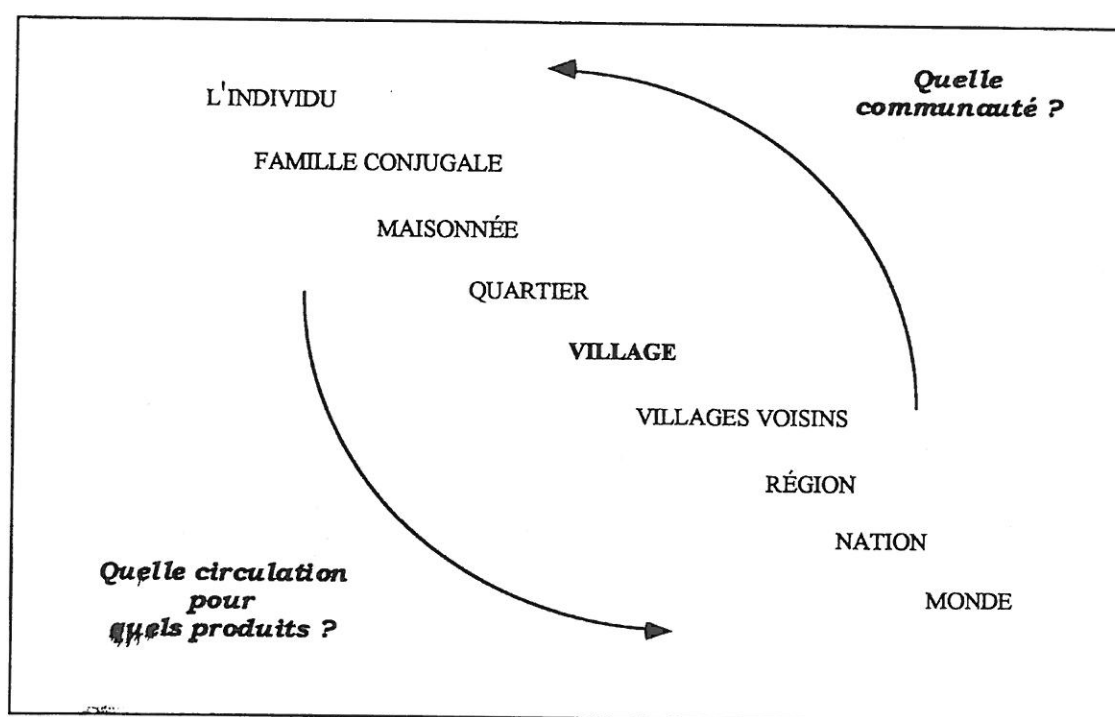 L'INDIVIDU
Quelle
communauté ?
FAMILLE CONJUGALE
MAISONNÉE
QUARTIER
VILLAGE
VILLAGES VOISINS
RÉGION
NATION
MONDE
Quelle circulation
pour
quels produits ?